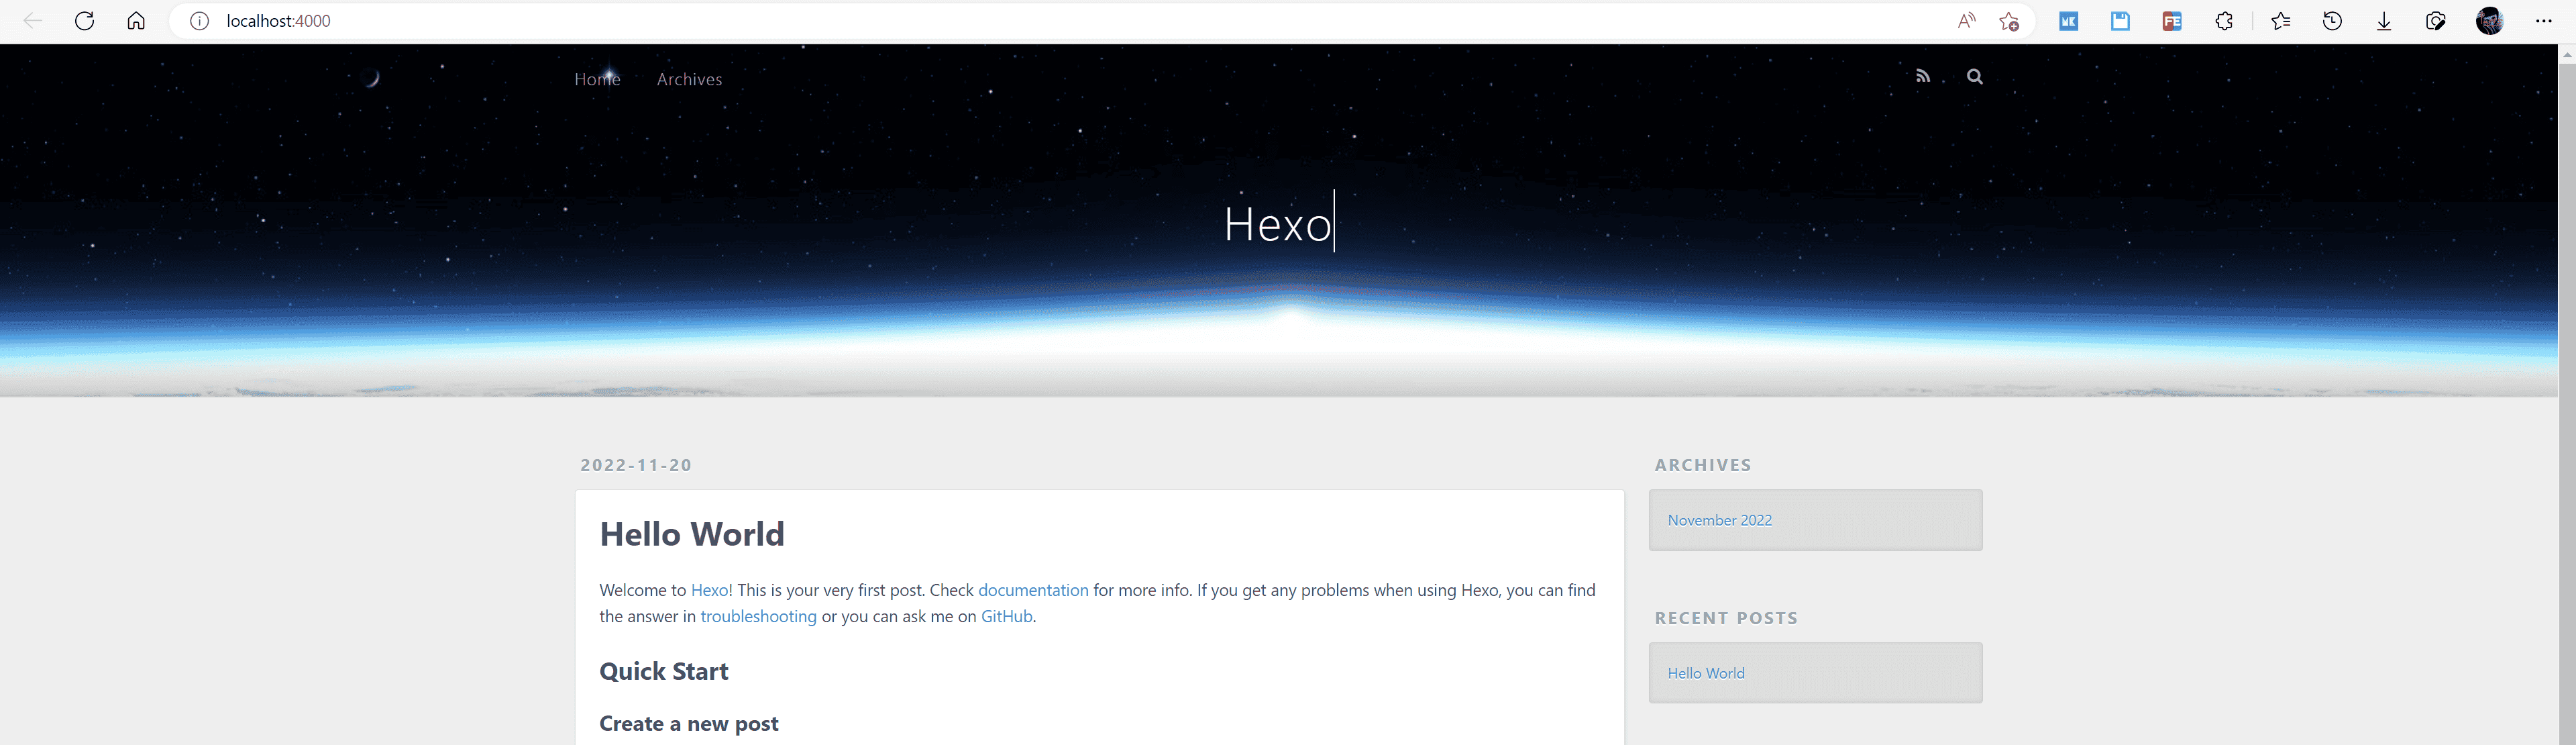 localhost:4000
Home Archives
Hexo
2022-11-20
Hello World
Welcome to Hexo! This is your very first post. Check documentation for more info. If you get any problems when using Hexo, you can find
the answer in troubleshooting or you can ask me on GitHub.
Quick Start
Create a new post
ARCHIVES
November 2022
RECENT POSTS
Hello World